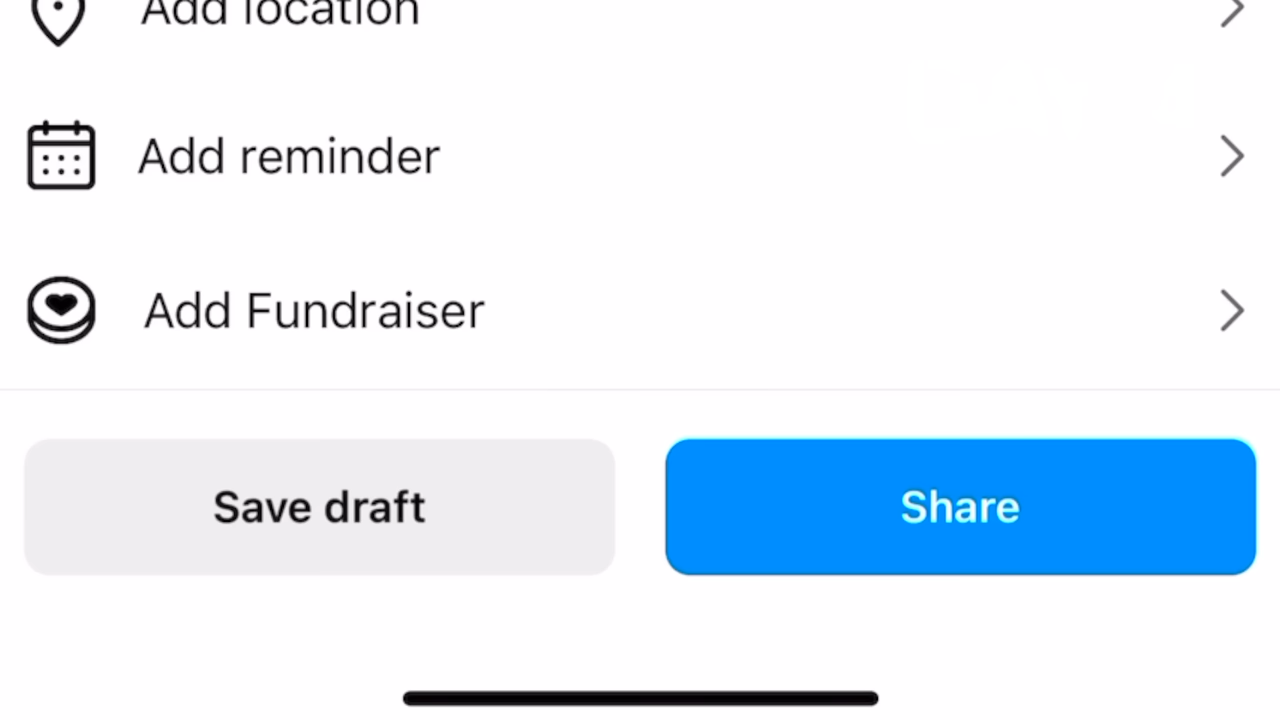 Add location
Add reminder
Add Fundraiser
Save draft
Share